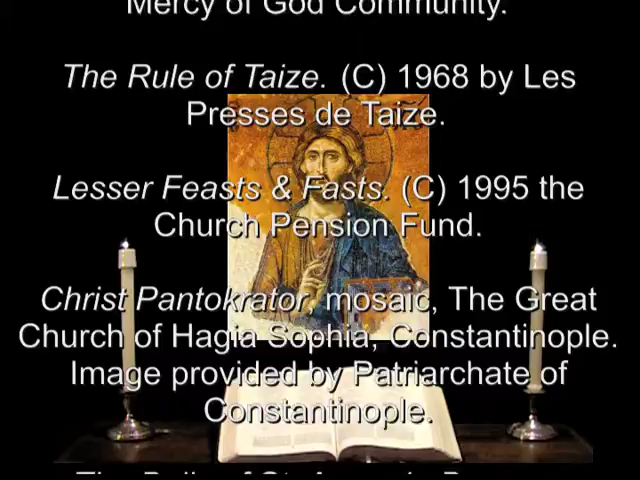 Mercy of God Community.
The Rule of Taize. (C) 1968 by Les
Presses de Taize.
Lesser Feasts & Fasts. (C) 1995 the
Church Pension Fund.
Christ Pantokrator, mosaic, The Great
Church of Hagia Sophia, Constantinople.
Image provided by Patriarchate of
Constantinople.